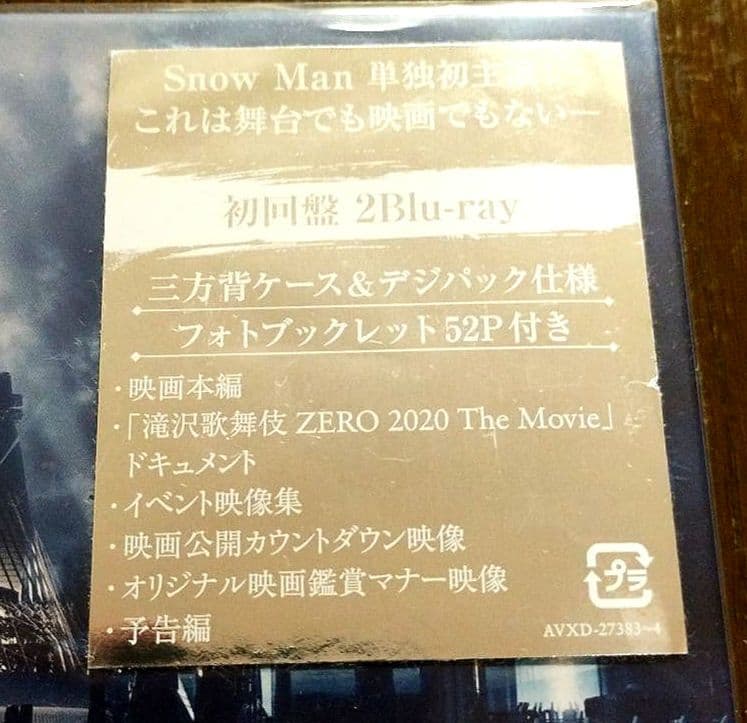 Snow Man 単独初主
これは舞台でも映画でもない―
初回盤 2Blu-ray
三方背ケース&デジパック仕様
フォトブックレット52P付き
・映画本編
・「滝沢歌舞伎 ZERO 2020 The Movie」
ドキュメント
・イベント映像集
・映画公開カウントダウン映像
・オリジナル映画鑑賞マナー映像
・予告編
プラ
AVXD-27383~4